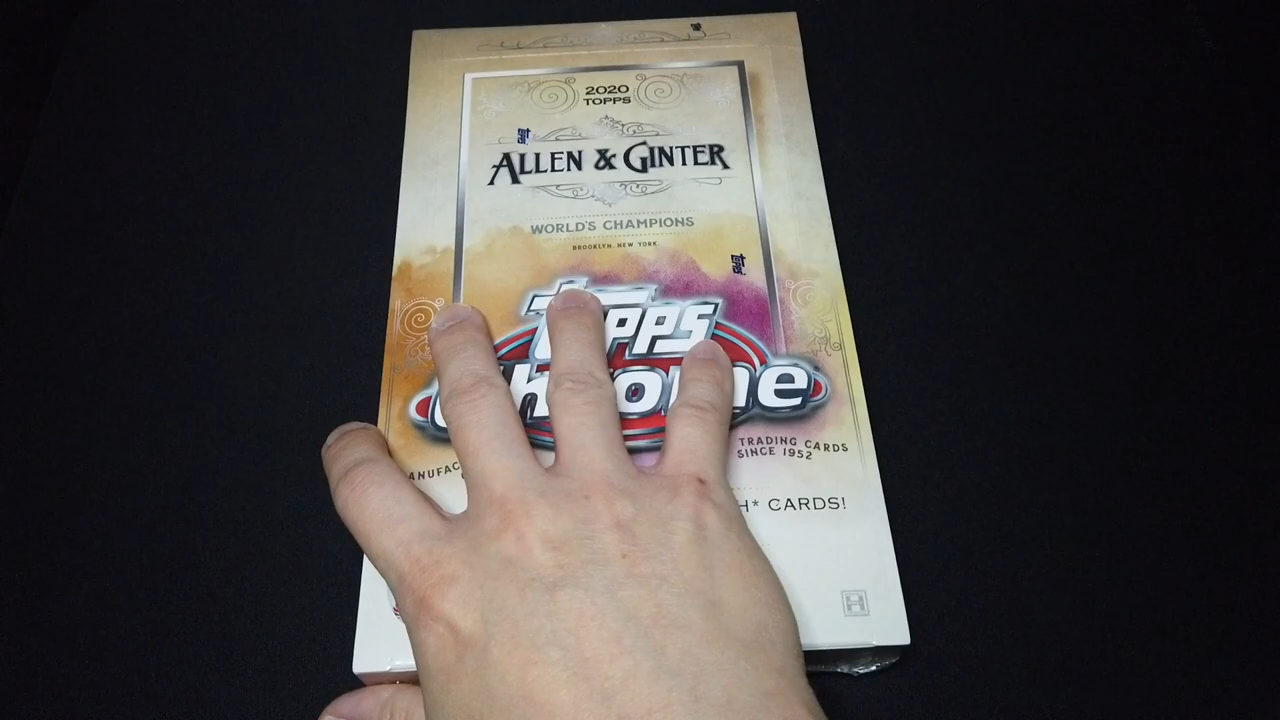 2020
TOPPS
ALLEN & GINTER
WORLD'S CHAMPIONS
BROOKLYN, NEW YORK
Topps
Chrome
TRADING CARDS
SINCE 1952
CARDS!
H